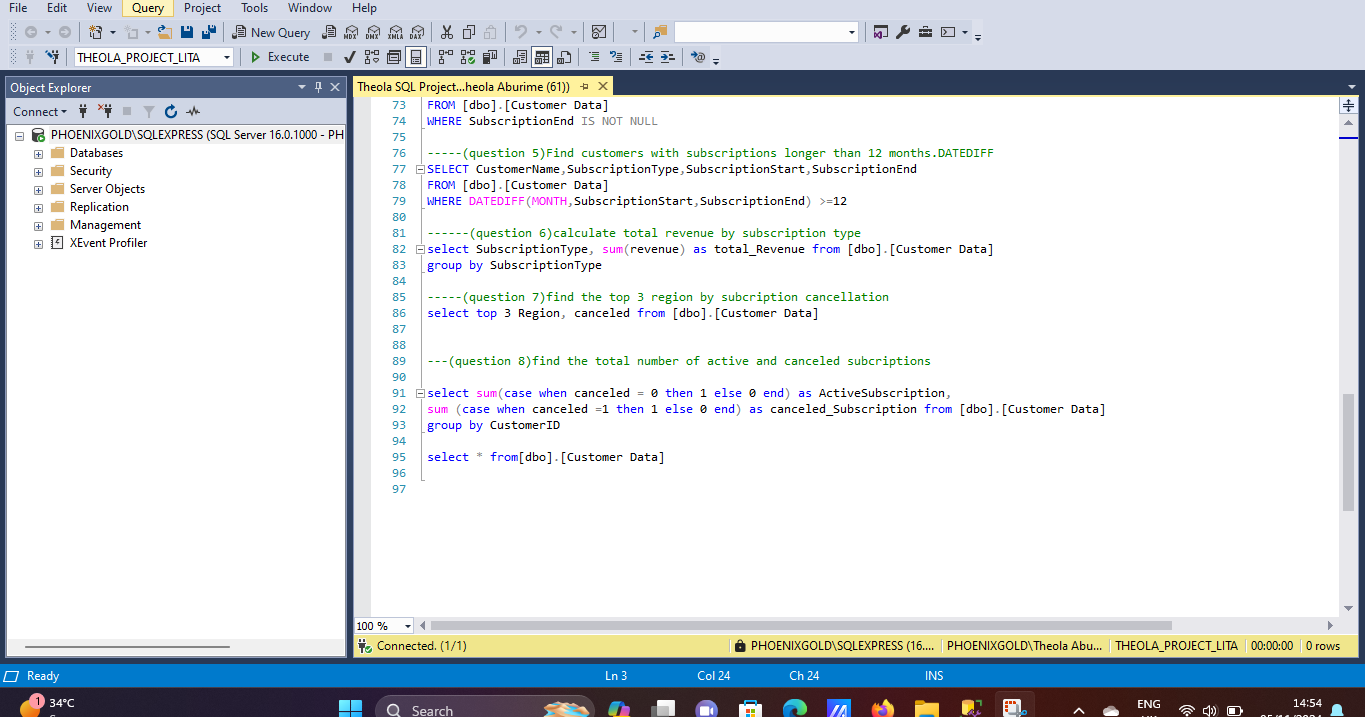 File Edit View Query Project Tools Window Help
New Query MDX DMX XMLA DAX
THEOLA_PROJECT_LITA Execute
Object Explorer
Theola SQL Project...heola Aburime (61))
Connect
PHOENIXGOLD\SQLEXPRESS (SQL Server 16.0.1000 - PH
Databases
Security
Server Objects
Replication
Management
XEvent Profiler
73 FROM [dbo].[Customer Data]
74 WHERE SubscriptionEnd IS NOT NULL
75
76 -----(question 5)Find customers with subscriptions longer than 12 months.DATEDIFF
77 SELECT CustomerName,SubscriptionType,SubscriptionStart,SubscriptionEnd
78 FROM [dbo].[Customer Data]
79 WHERE DATEDIFF(MONTH,SubscriptionStart,SubscriptionEnd) >=12
80
81 ------(question 6)calculate total revenue by subscription type
82 select SubscriptionType, sum(revenue) as total_Revenue from [dbo].[Customer Data]
83 group by SubscriptionType
84
85 -----(question 7)find the top 3 region by subcription cancellation
86 select top 3 Region, canceled from [dbo].[Customer Data]
87
88
89 ---(question 8)find the total number of active and canceled subcriptions
90
91 select sum(case when canceled = 0 then 1 else 0 end) as ActiveSubscription,
92 sum (case when canceled =1 then 1 else 0 end) as canceled_Subscription from [dbo].[Customer Data]
93 group by CustomerID
94
95 select * from[dbo].[Customer Data]
96
97
100 %
Connected. (1/1) PHOENIXGOLD\SQLEXPRESS (16.... PHOENIXGOLD\Theola Abu... THEOLA_PROJECT_LITA 00:00:00 0 rows
Ready Ln 3 Col 24 Ch 24 INS
1 34°C Search ENG 14:54